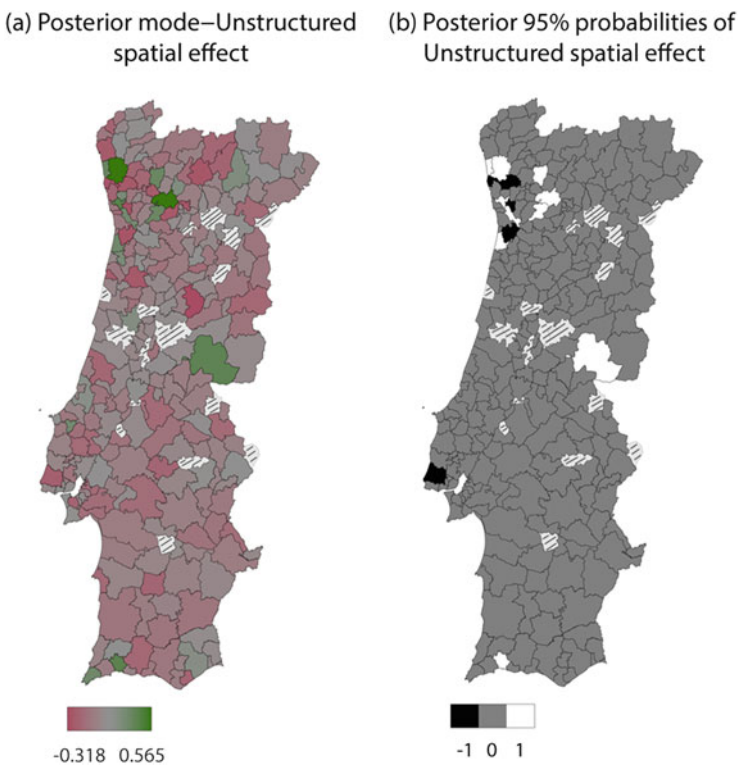 (a) Posterior mode−Unstructured
spatial effect
(b) Posterior 95% probabilities of
Unstructured spatial effect
-0.318 0.565
-1 0 1